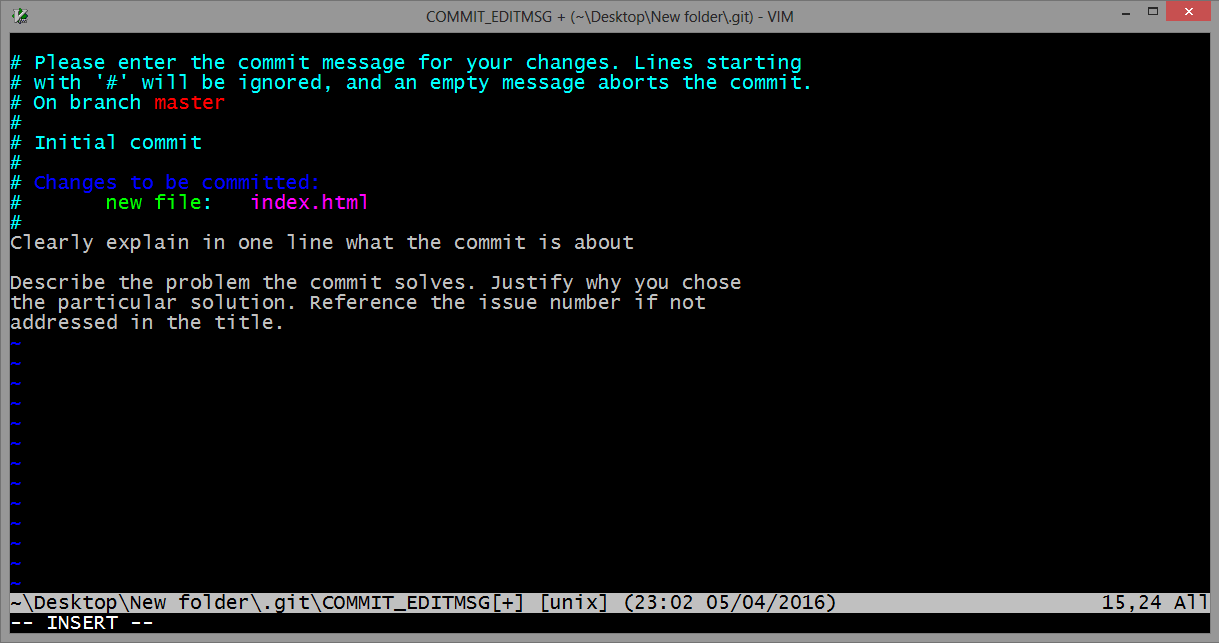 COMMIT_EDITMSG + (~\Desktop\New folder\.git) - VIM
# Please enter the commit message for your changes. Lines starting
# with '#' will be ignored, and an empty message aborts the commit.
# On branch master
#
# Initial commit
#
# Changes to be committed:
#       new file:   index.html
#
Clearly explain in one line what the commit is about

Describe the problem the commit solves. Justify why you chose
the particular solution. Reference the issue number if not
addressed in the title.
~
~
~
~
~
~
~
~
~
~
~
~
~
~\Desktop\New folder\.git\COMMIT_EDITMSG[+] [unix] (23:02 05/04/2016) 15,24 All
-- INSERT --